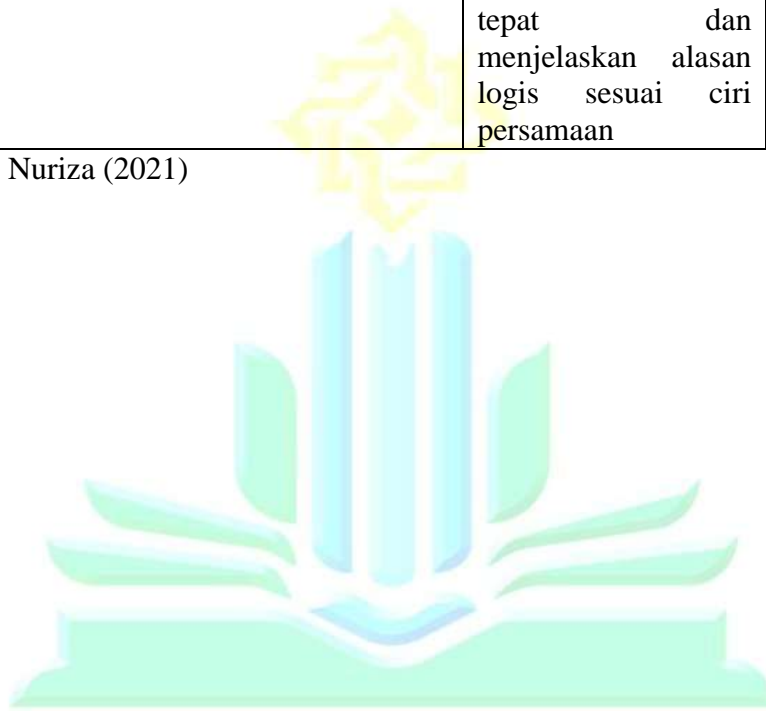 tepat dan
menjelaskan alasan
logis sesuai ciri
persamaan
Nuriza (2021)